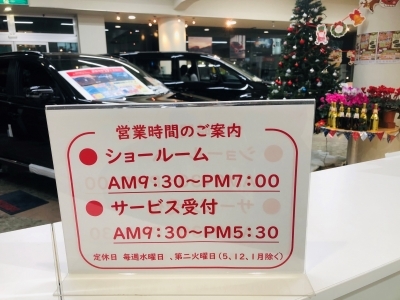 営業時間のご案内
●ショールーム
AM9:30~PM7:00
●サービス受付
AM9:30~PM5:30
定休日 毎週水曜日、第二火曜日(5、12、1月除く)